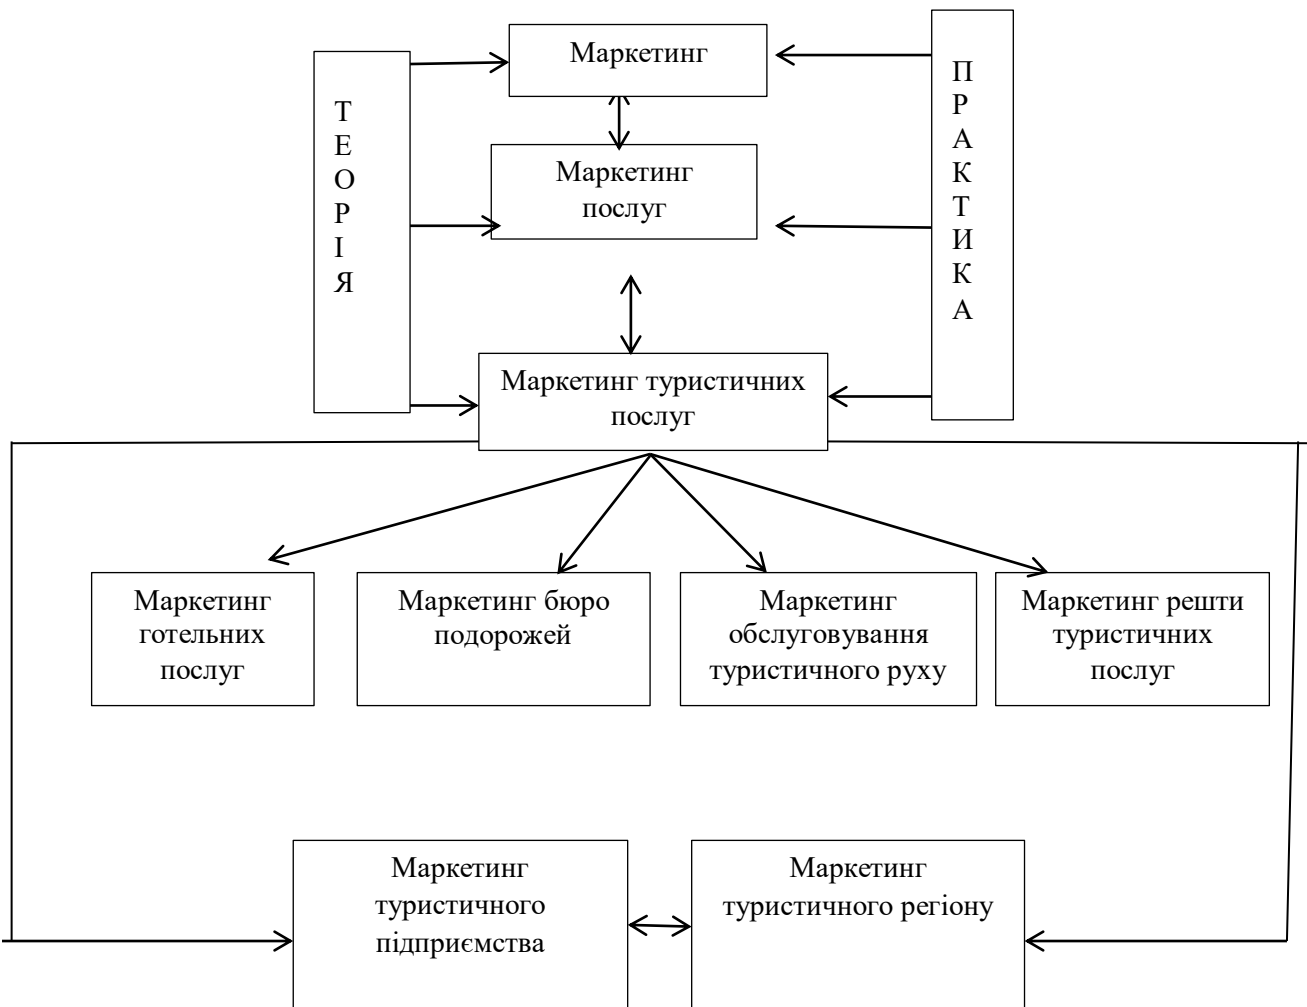 Маркетинг
Т
Е
О
Р
І
Я
П
Р
А
К
Т
И
К
А
Маркетинг
послуг
Маркетинг туристичних
послуг
Маркетинг
готельних
послуг
Маркетинг бюро
подорожей
Маркетинг
обслуговування
туристичного руху
Маркетинг решти
туристичних
послуг
Маркетинг
туристичного
підприємства
Маркетинг
туристичного регіону